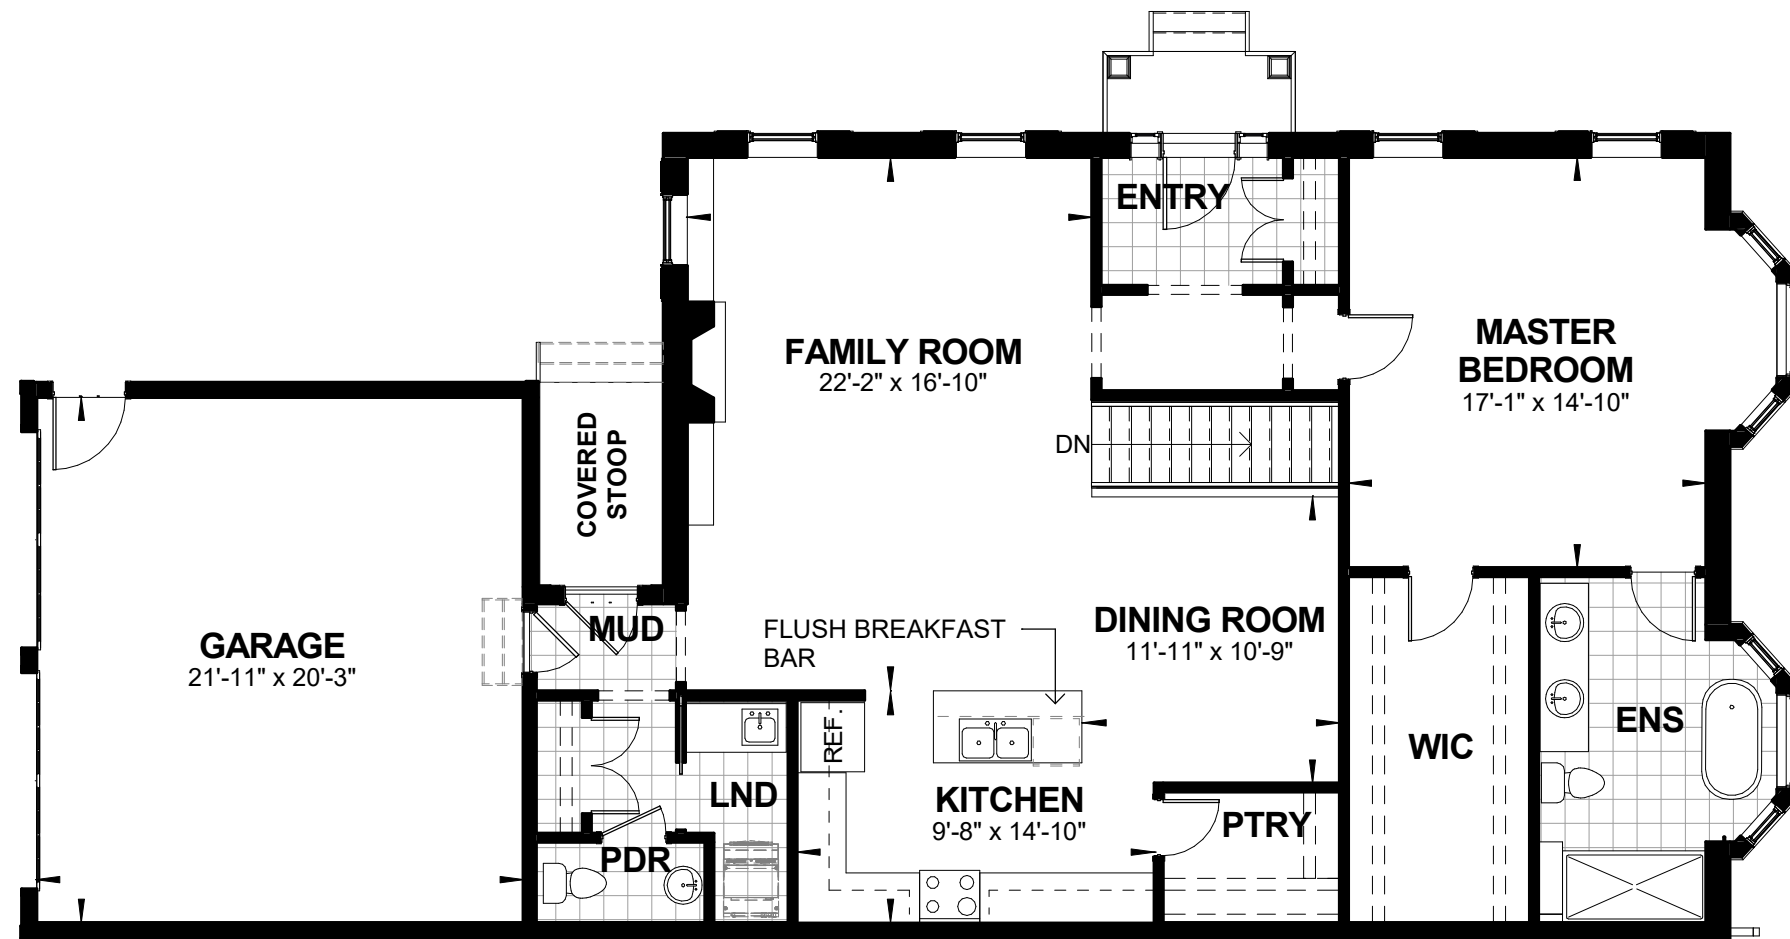 ENTRY
FAMILY ROOM
22'-2" x 16'-10"
MASTER
BEDROOM
17'-1" x 14'-10"
COVERED
STOOP
DN
GARAGE
21'-11" x 20'-3"
MUD
FLUSH BREAKFAST
BAR
DINING ROOM
11'-11" x 10'-9"
REF.
LND
KITCHEN
9'-8" x 14'-10"
PTRY
WIC
ENS
PDR